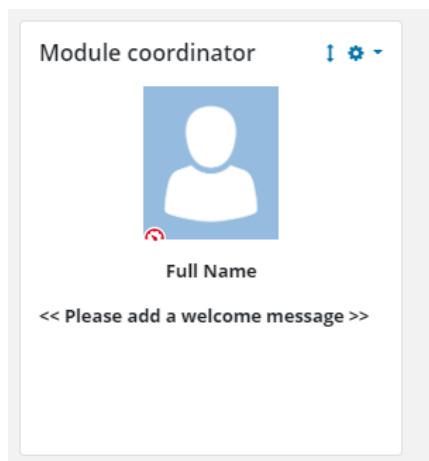 Module coordinator
Full Name
<< Please add a welcome message >>